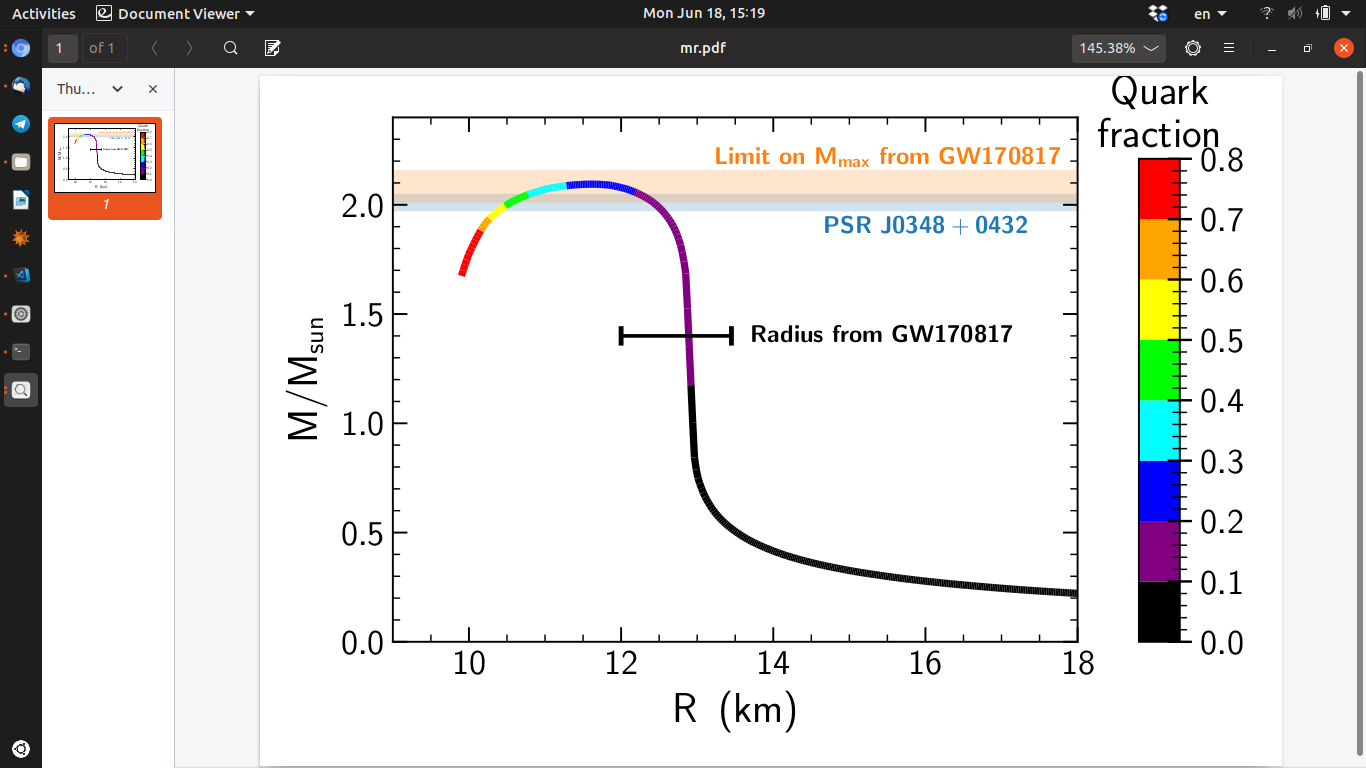 Activities
Document Viewer
Mon Jun 18, 15:19
en
1
of 1
mr.pdf
145.38%
Thu...
1
Quark
fraction
Limit on Mmax from GW170817
PSR J0348 + 0432
Radius from GW170817
M/Msun
2.0
1.5
1.0
0.5
0.0
10
12
14
16
18
R (km)
0.8
0.7
0.6
0.5
0.4
0.3
0.2
0.1
0.0